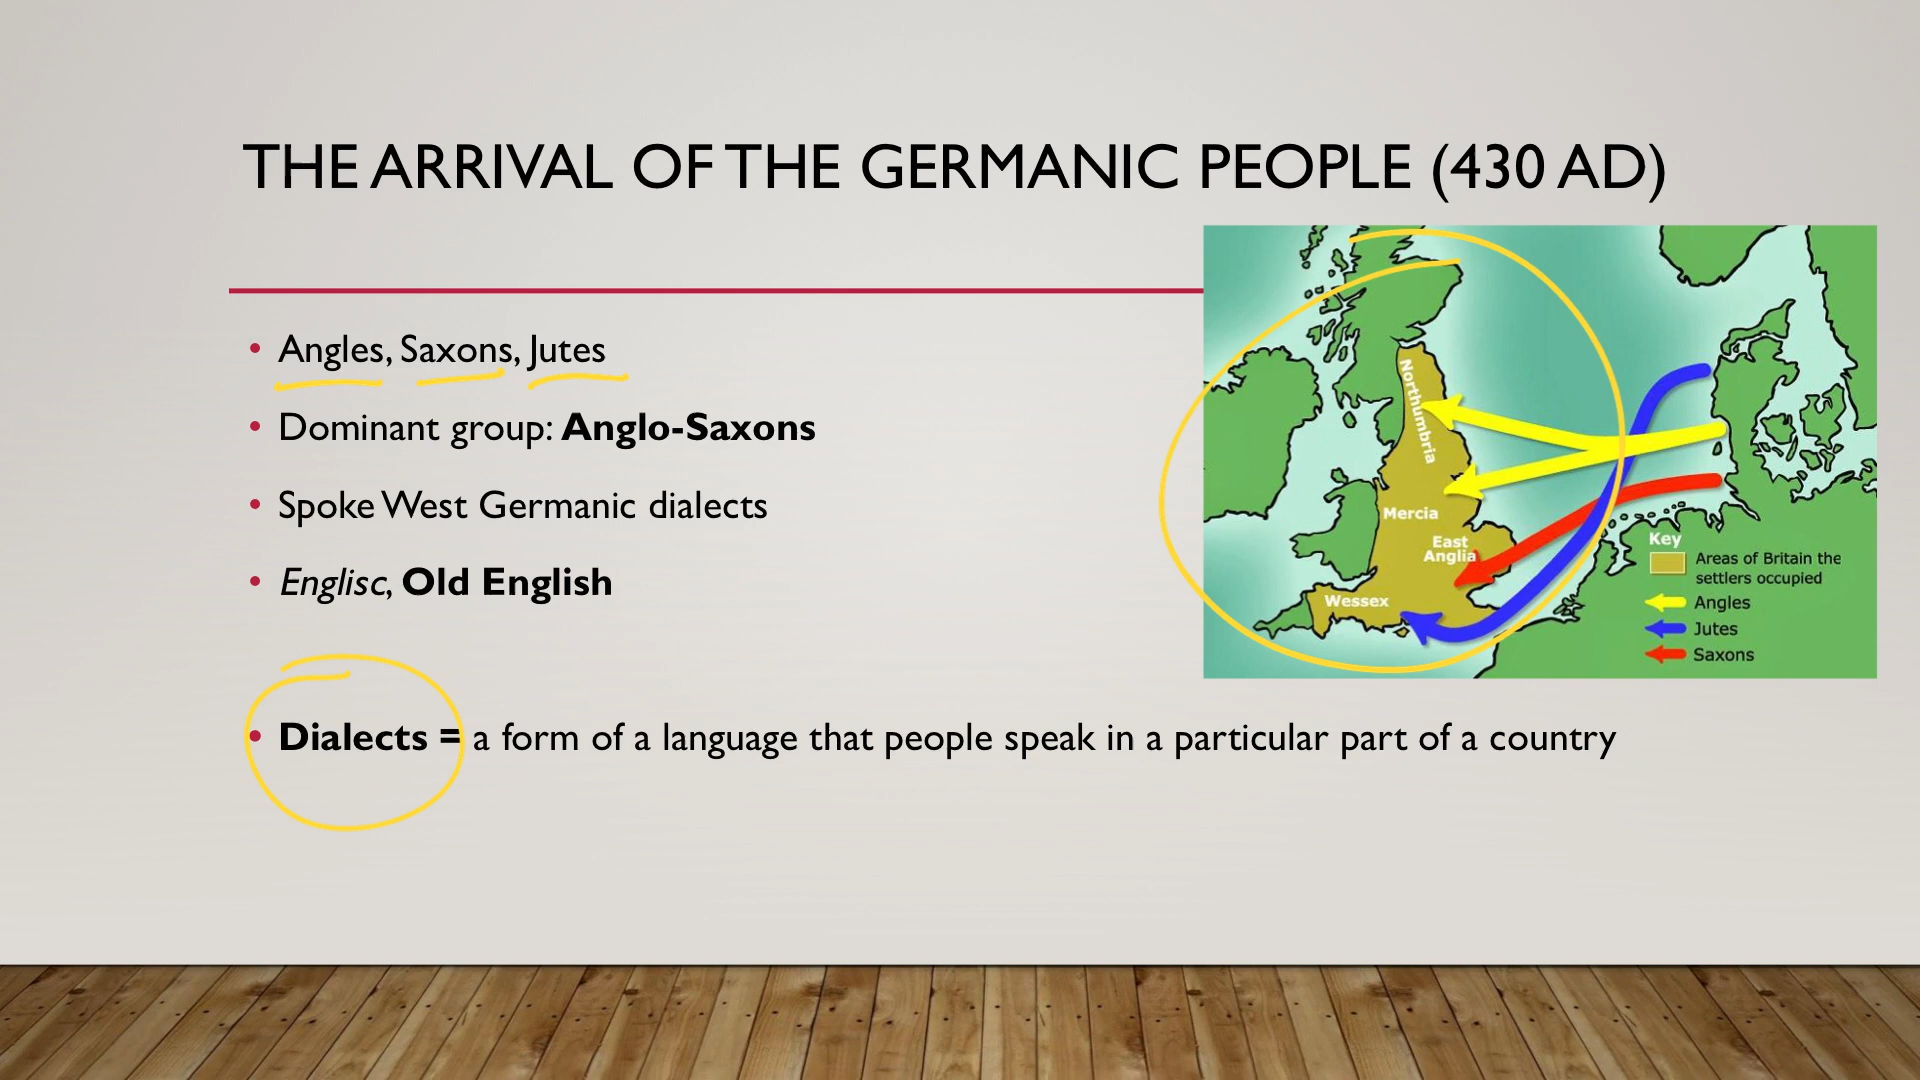 THE ARRIVAL OF THE GERMANIC PEOPLE (430 AD)
• Angles, Saxons, Jutes
• Dominant group: Anglo-Saxons
• Spoke West Germanic dialects
• Englisc, Old English
• Dialects = a form of a language that people speak in a particular part of a country
Northumbria
Mercia
East
Anglia
Wessex
Key
Areas of Britain the
settlers occupied
Angles
Jutes
Saxons